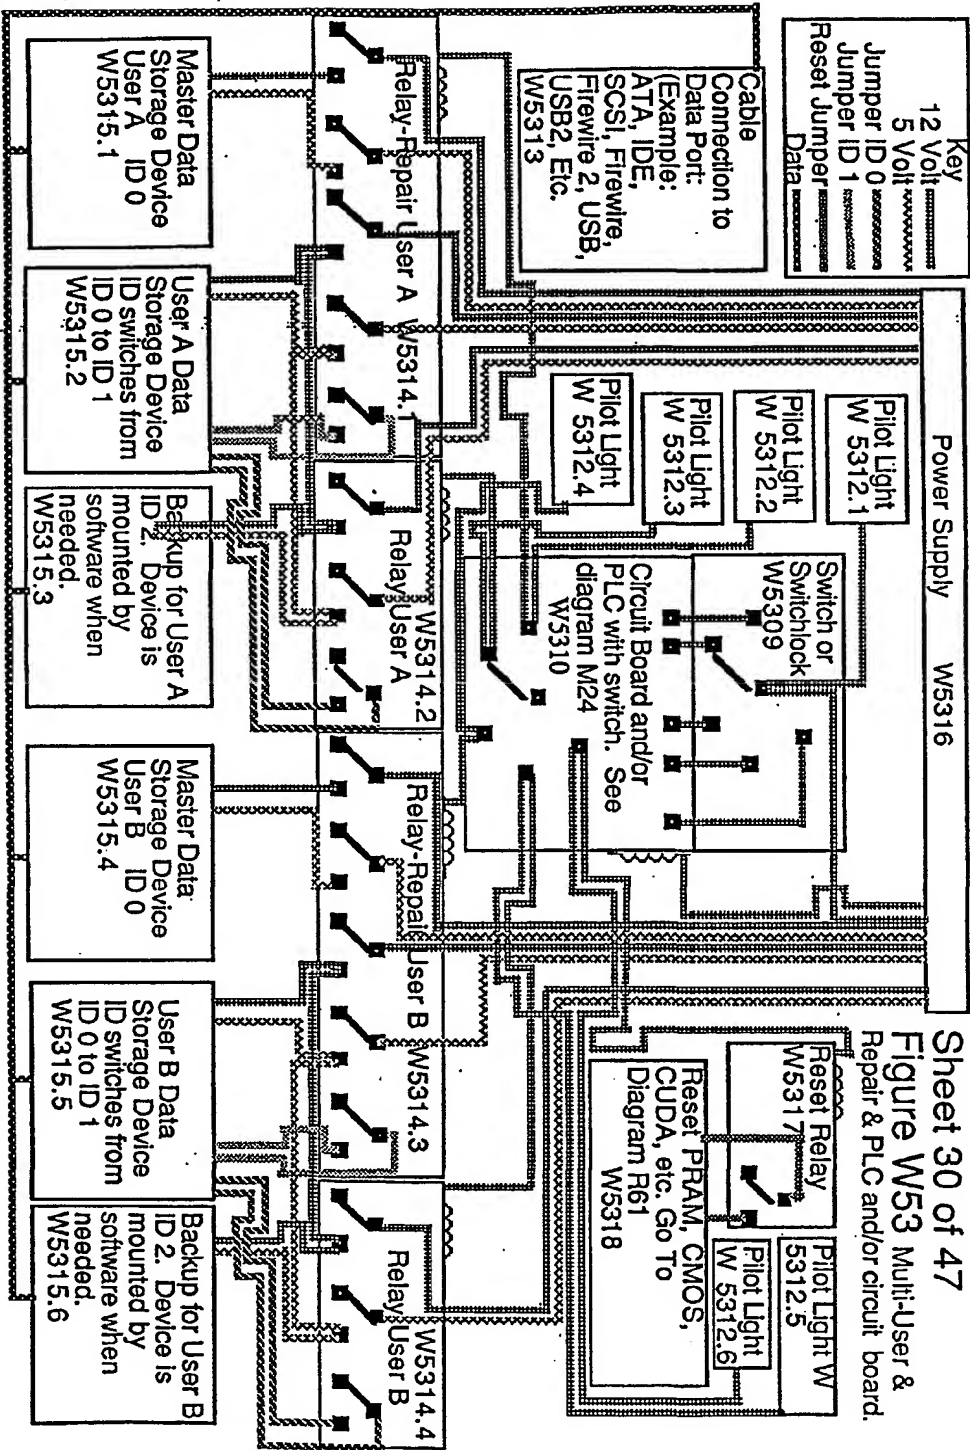 Sheet 30 of 47
Figure W53 Multi-User &
Repair & PLC and/or circuit board.
Key
12 Volt
5 Volt
Jumper ID 0
Jumper ID 1
Reset Jumper
Data
Power Supply W5316
Cable
Connection to
Data Port:
(Example:
ATA, IDE,
SCSI, Firewire,
Firewire 2, USB,
USB2, Etc.
W5313
Pilot Light
W 5312.1
Pilot Light
W 5312.2
Pilot Light
W 5312.3
Pilot Light
W 5312.4
Switch or
Switchlock
W5309
Circuit Board and/or
PLC with switch. See
diagram M24
W5310
Reset Relay
W5317
Pilot Light W
5312.5
Pilot Light
W 5312.6
Reset PRAM, CMOS,
CUDA, etc. Go To
Diagram R61
W5318
Relay-Repair User A W5314.1
W5314.2
Relay User A
Relay-Repair User B W5314.3
W5314.4
Relay User B
Master Data
Storage Device
User A ID 0
W5315.1
User A Data
Storage Device
ID switches from
ID 0 to ID 1
W5315.2
Backup for User A
ID 2. Device is
mounted by
software when
needed.
W5315.3
Master Data
Storage Device
User B ID 0
W5315.4
User B Data
Storage Device
ID switches from
ID 0 to ID 1
W5315.5
Backup for User B
ID 2. Device is
mounted by
software when
needed.
W5315.6